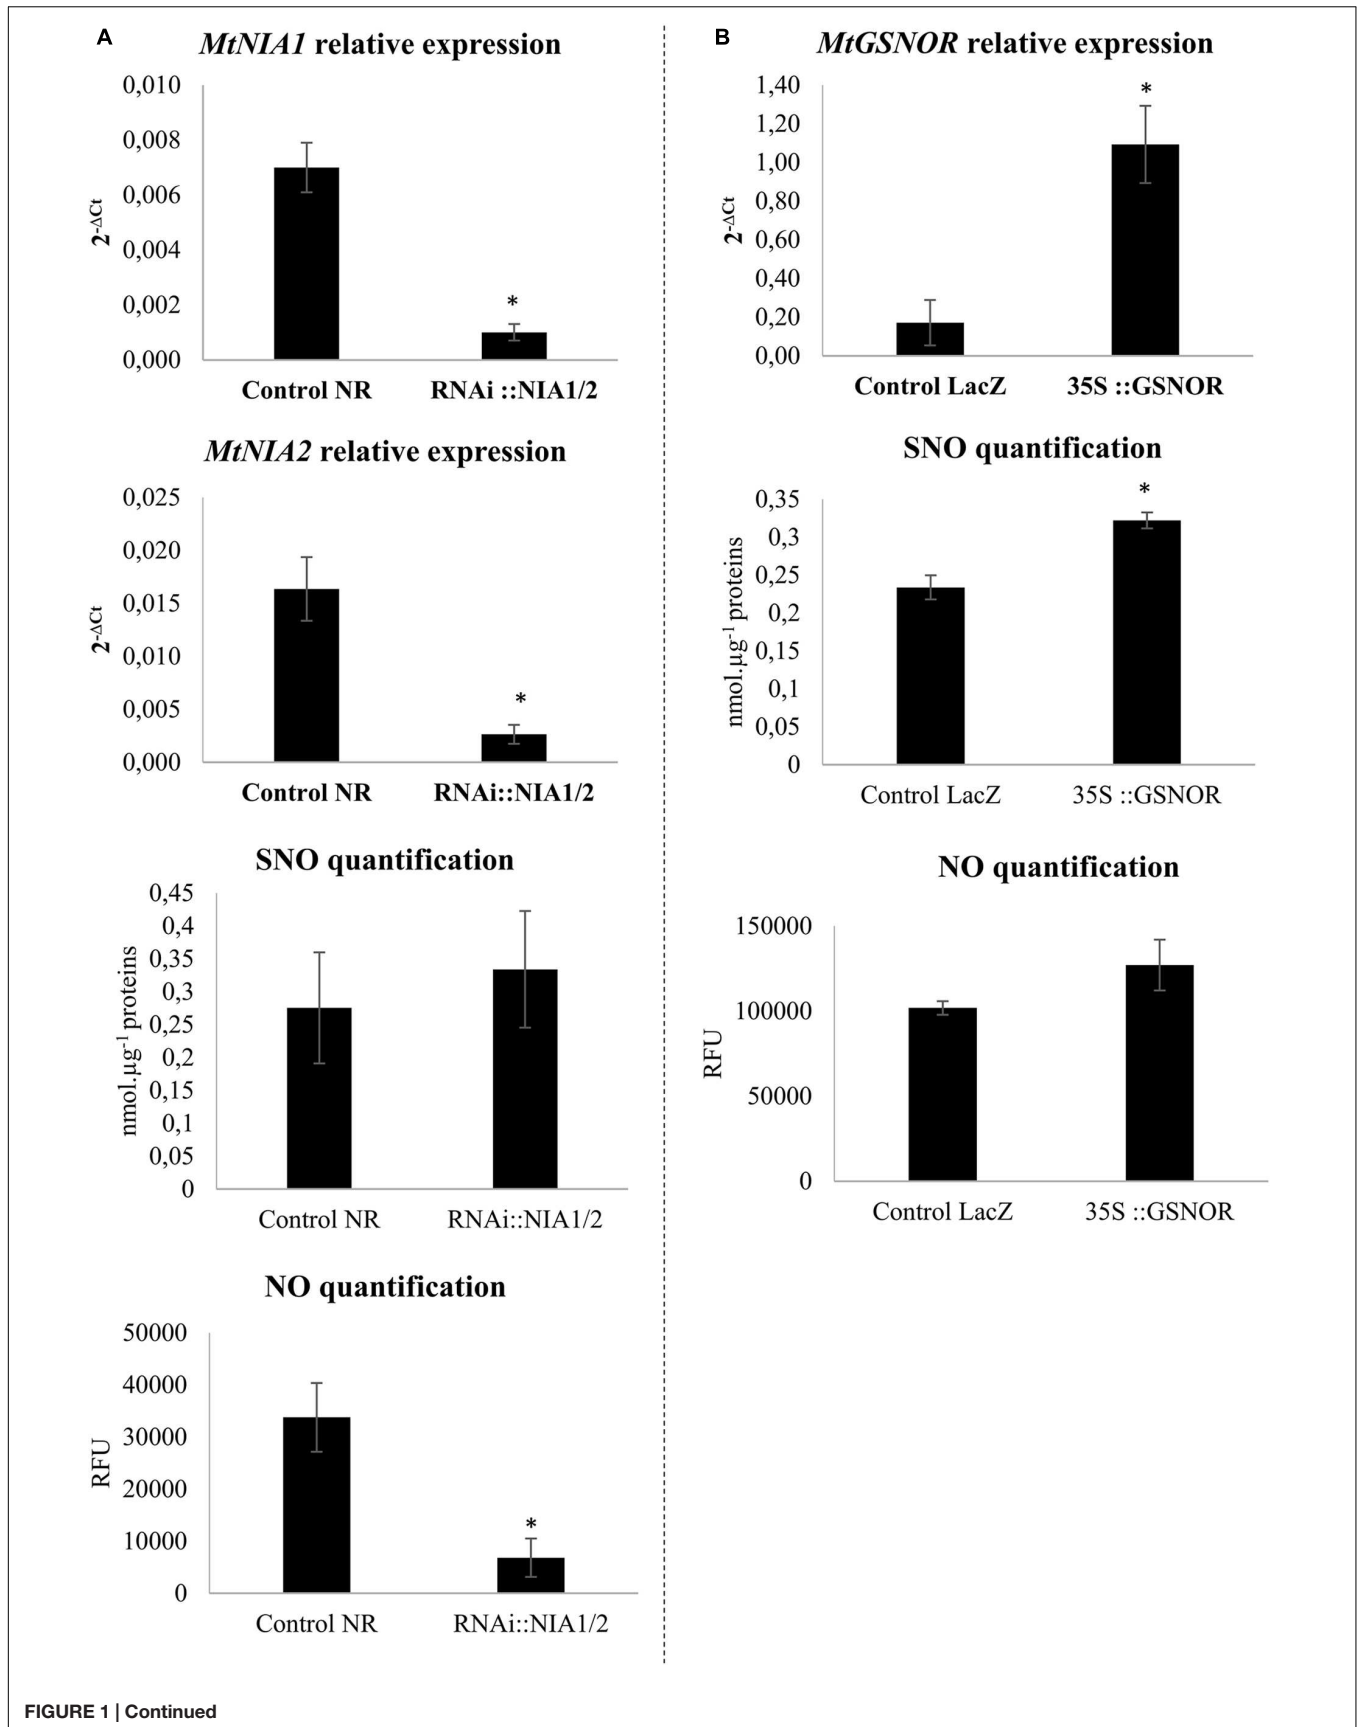 A
MtNIA1 relative expression
0,010
0,008
0,006
0,004
0,002
0,000
2-ΔCt
*
Control NR
RNAi ::NIA1/2
MtNIA2 relative expression
0,025
0,020
0,015
0,010
0,005
0,000
2-ΔCt
*
Control NR
RNAi::NIA1/2
SNO quantification
0,45
0,4
0,35
0,3
0,25
0,2
0,15
0,1
0,05
0
nmol.µg-1 proteins
Control NR
RNAi::NIA1/2
NO quantification
50000
40000
30000
20000
10000
0
RFU
*
Control NR
RNAi::NIA1/2
B
MtGSNOR relative expression
1,40
1,20
1,00
0,80
0,60
0,40
0,20
0,00
2-ΔCt
*
Control LacZ
35S ::GSNOR
SNO quantification
0,35
0,3
0,25
0,2
0,15
0,1
0,05
0
nmol.µg-1 proteins
*
Control LacZ
35S ::GSNOR
NO quantification
150000
100000
50000
0
RFU
Control LacZ
35S ::GSNOR
FIGURE 1 | Continued